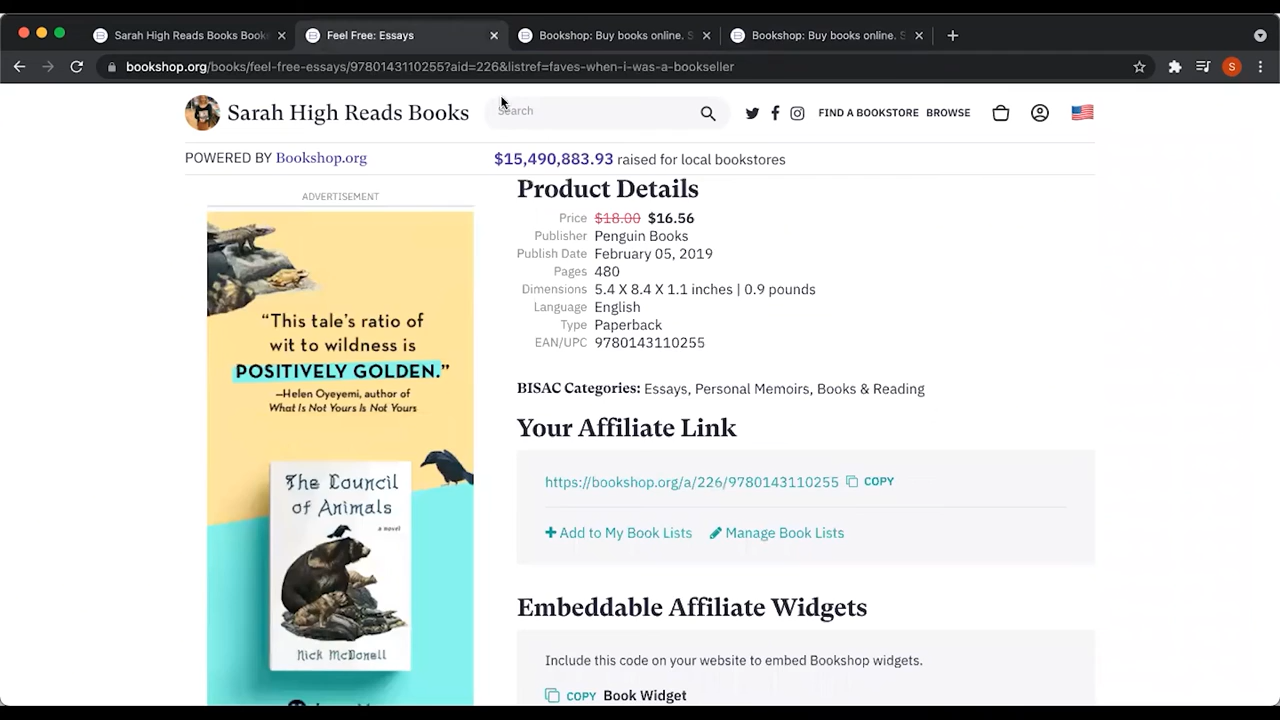 Sarah High Reads Books Book
Feel Free: Essays
Bookshop: Buy books online. S
Bookshop: Buy books online. S
bookshop.org/books/feel-free-essays/9780143110255?aid=226&listref=faves-when-i-was-a-bookseller
S
Sarah High Reads Books
Search
FIND A BOOKSTORE
BROWSE
POWERED BY Bookshop.org
$15,490,883.93 raised for local bookstores
ADVERTISEMENT
“This tale’s ratio of
wit to wildness is
POSITIVELY GOLDEN.”
—Helen Oyeyemi, author of
What Is Not Yours Is Not Yours
The Council
of Animals
a novel
Nick McDonell
Product Details
Price $18.00 $16.56
Publisher Penguin Books
Publish Date February 05, 2019
Pages 480
Dimensions 5.4 X 8.4 X 1.1 inches | 0.9 pounds
Language English
Type Paperback
EAN/UPC 9780143110255
BISAC Categories: Essays, Personal Memoirs, Books & Reading
Your Affiliate Link
https://bookshop.org/a/226/9780143110255 COPY
Add to My Book Lists
Manage Book Lists
Embeddable Affiliate Widgets
Include this code on your website to embed Bookshop widgets.
COPY Book Widget